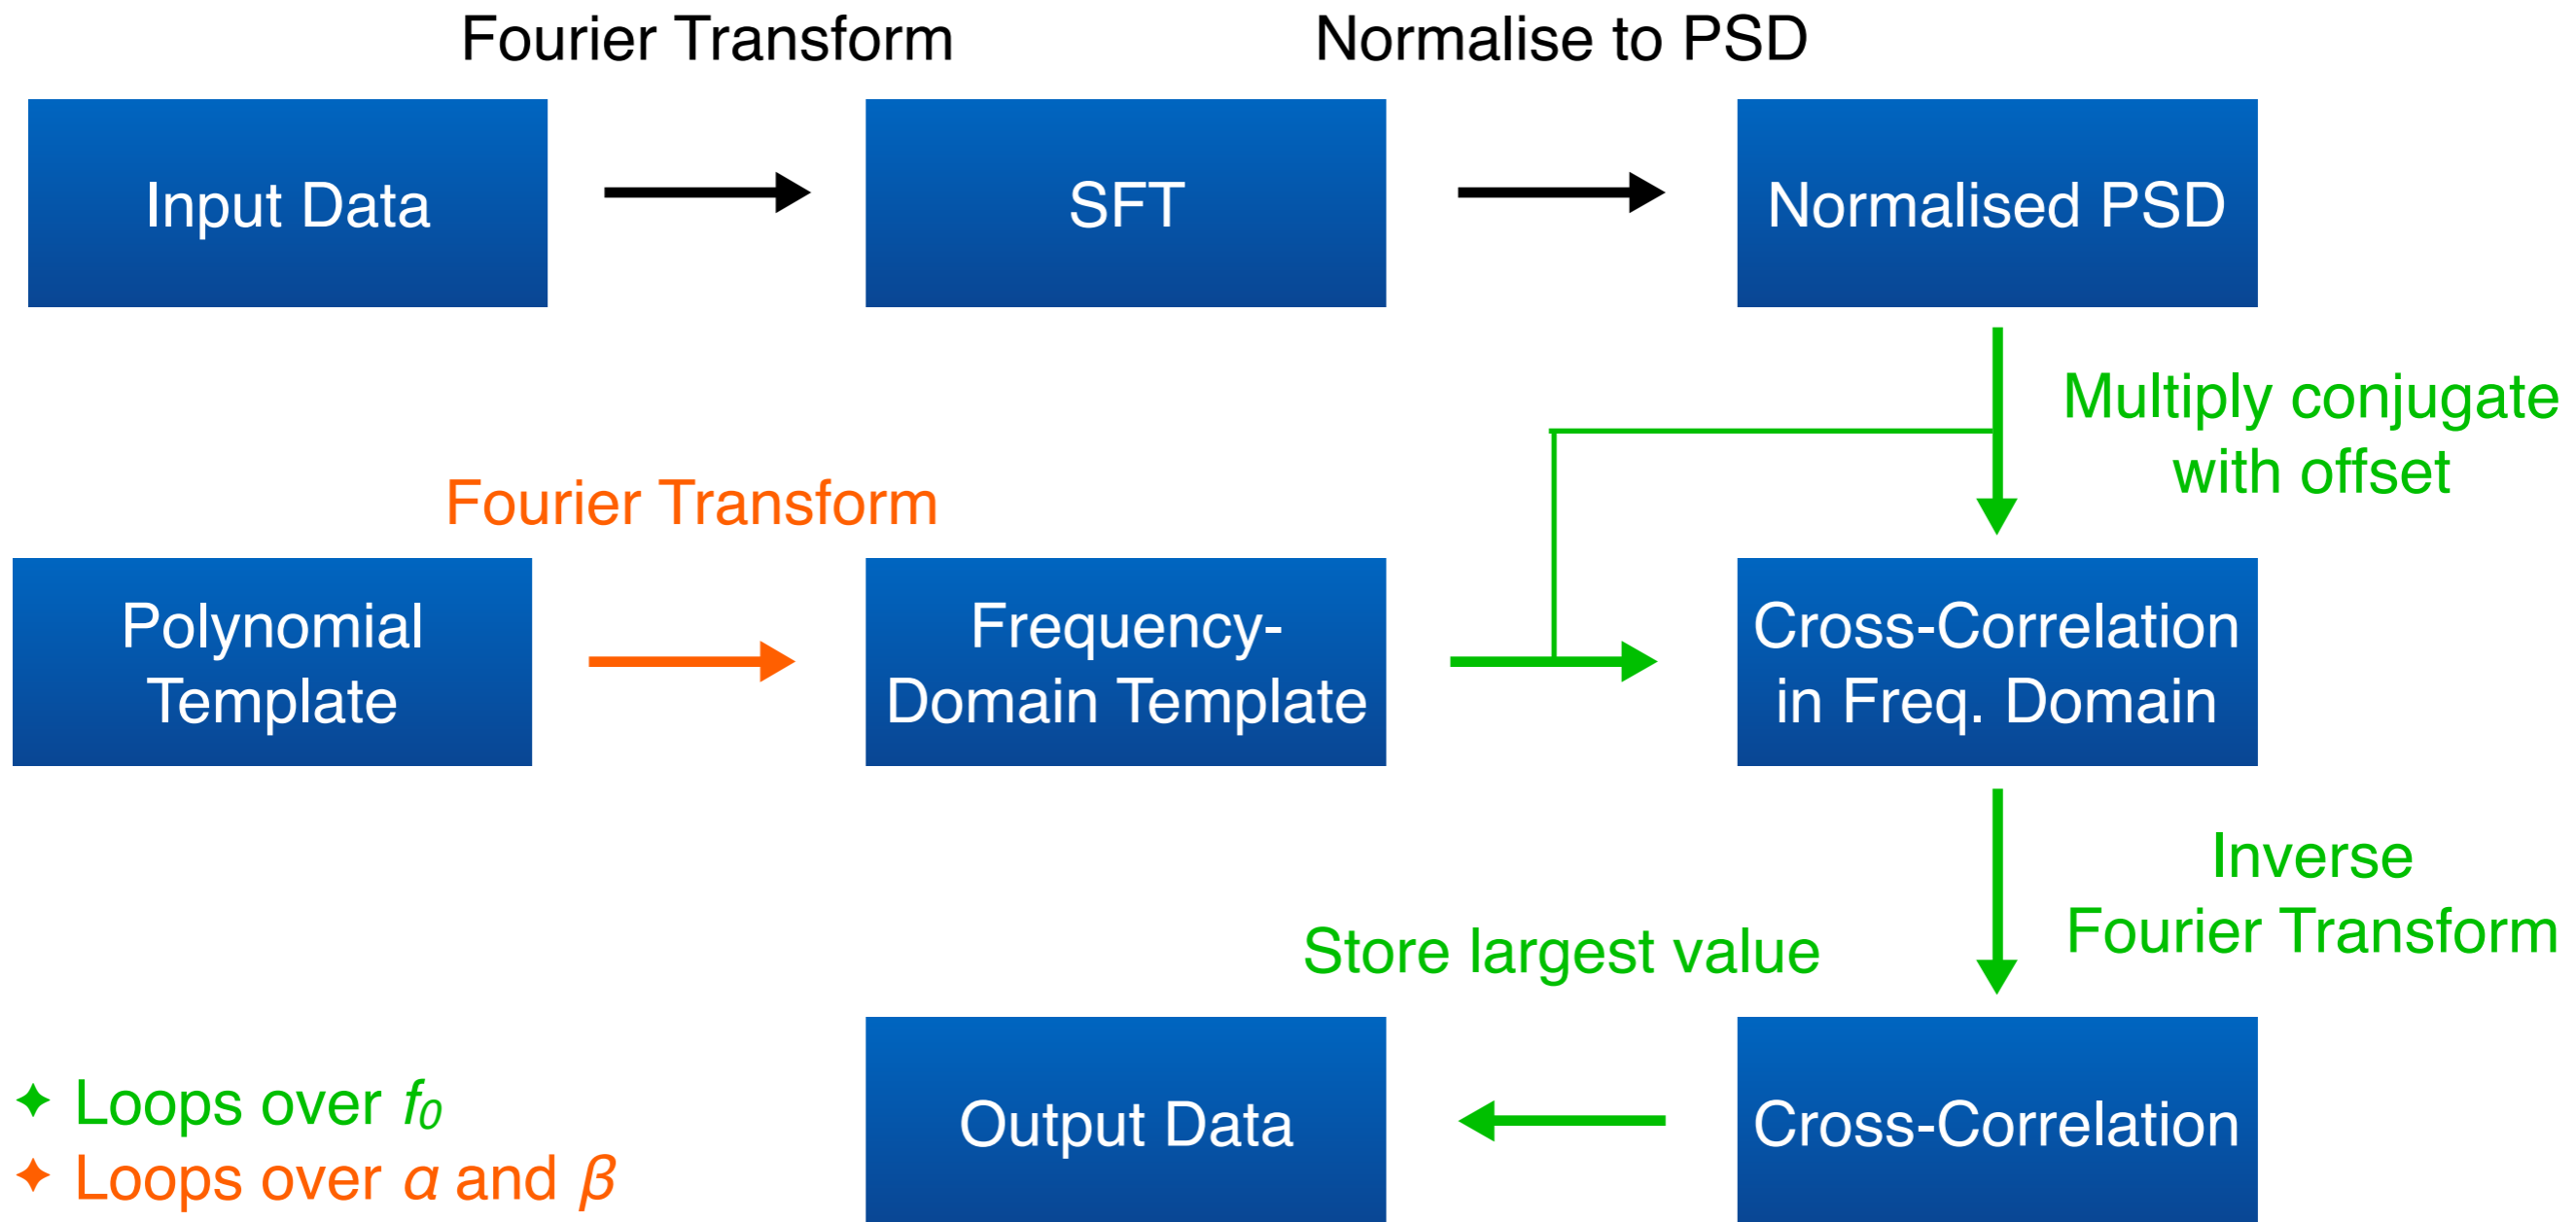 Fourier Transform
Normalise to PSD
Input Data
SFT
Normalised PSD
Multiply conjugate
with offset
Fourier Transform
Polynomial
Template
Frequency-
Domain Template
Cross-Correlation
in Freq. Domain
Inverse
Fourier Transform
Store largest value
Output Data
Cross-Correlation
✦ Loops over f₀
✦ Loops over α and β